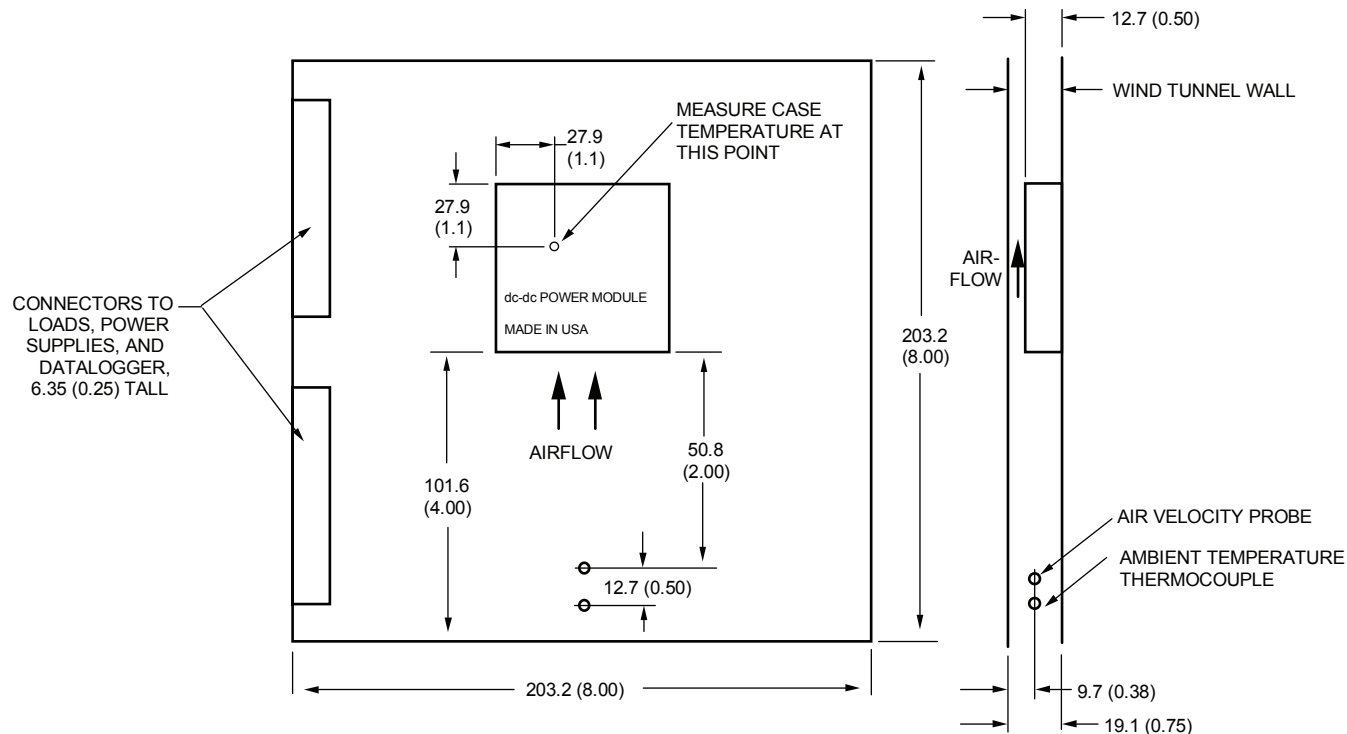 12.7 (0.50)
WIND TUNNEL WALL
MEASURE CASE
TEMPERATURE AT
THIS POINT
27.9
(1.1)
27.9
(1.1)
AIR-
FLOW
dc-dc POWER MODULE
MADE IN USA
CONNECTORS TO
LOADS, POWER
SUPPLIES, AND
DATALOGGER,
6.35 (0.25) TALL
203.2
(8.00)
AIRFLOW
50.8
(2.00)
101.6
(4.00)
AIR VELOCITY PROBE
AMBIENT TEMPERATURE
THERMOCOUPLE
12.7 (0.50)
203.2 (8.00)
9.7 (0.38)
19.1 (0.75)